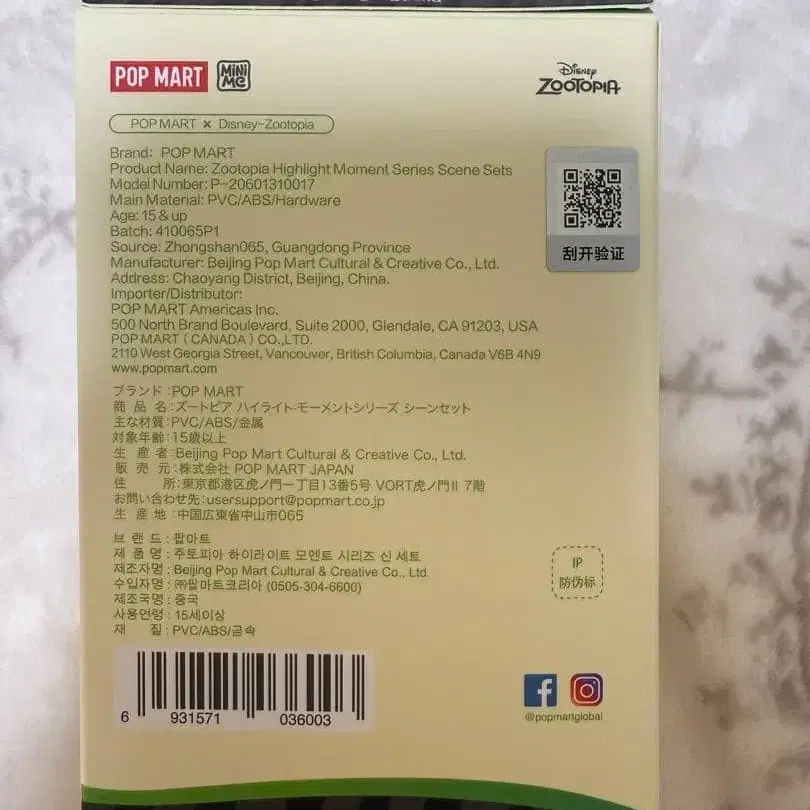 POP MART MiNi Me
Disney
ZOOTOPIA
POP MART × Disney-Zootopia
Brand: POP MART
Product Name: Zootopia Highlight Moment Series Scene Sets
Model Number: P-20601310017
Main Material: PVC/ABS/Hardware
Age: 15 & up
Batch: 410065P1
Source: Zhongshan065, Guangdong Province
Manufacturer: Beijing Pop Mart Cultural & Creative Co., Ltd.
Address: Chaoyang District, Beijing, China.
Importer/Distributor:
POP MART Americas Inc.
500 North Brand Boulevard, Suite 2000, Glendale, CA 91203, USA
POP MART ( CANADA ) CO.,LTD.
2110 West Georgia Street, Vancouver, British Columbia, Canada V6B 4N9
www.popmart.com
刮开验证
ブランド:POP MART
商 品 名:ズートピア ハイライト·モーメントシリーズ シーンセット
主な材質:PVC/ABS/金属
対象年齢:15歳以上
生 産 者:Beijing Pop Mart Cultural & Creative Co., Ltd.
販 売 元:株式会社 POP MART JAPAN
住 所:東京都港区虎ノ門一丁目13番5号 VORT虎ノ門II 7階
お問い合わせ先:usersupport@popmart.co.jp
生 産 地:中国広東省中山市065
브 랜 드 : 팝마트
제 품 명 : 주토피아 하이라이트 모멘트 시리즈 신 세트
제조자명 : Beijing Pop Mart Cultural & Creative Co., Ltd.
수입자명 : ㈜팝마트코리아 (0505-304-6600)
제조국명 : 중국
사용연령 : 15세이상
재 질 : PVC/ABS/금속
IP
防伪标
6 931571 036003
@popmartglobal